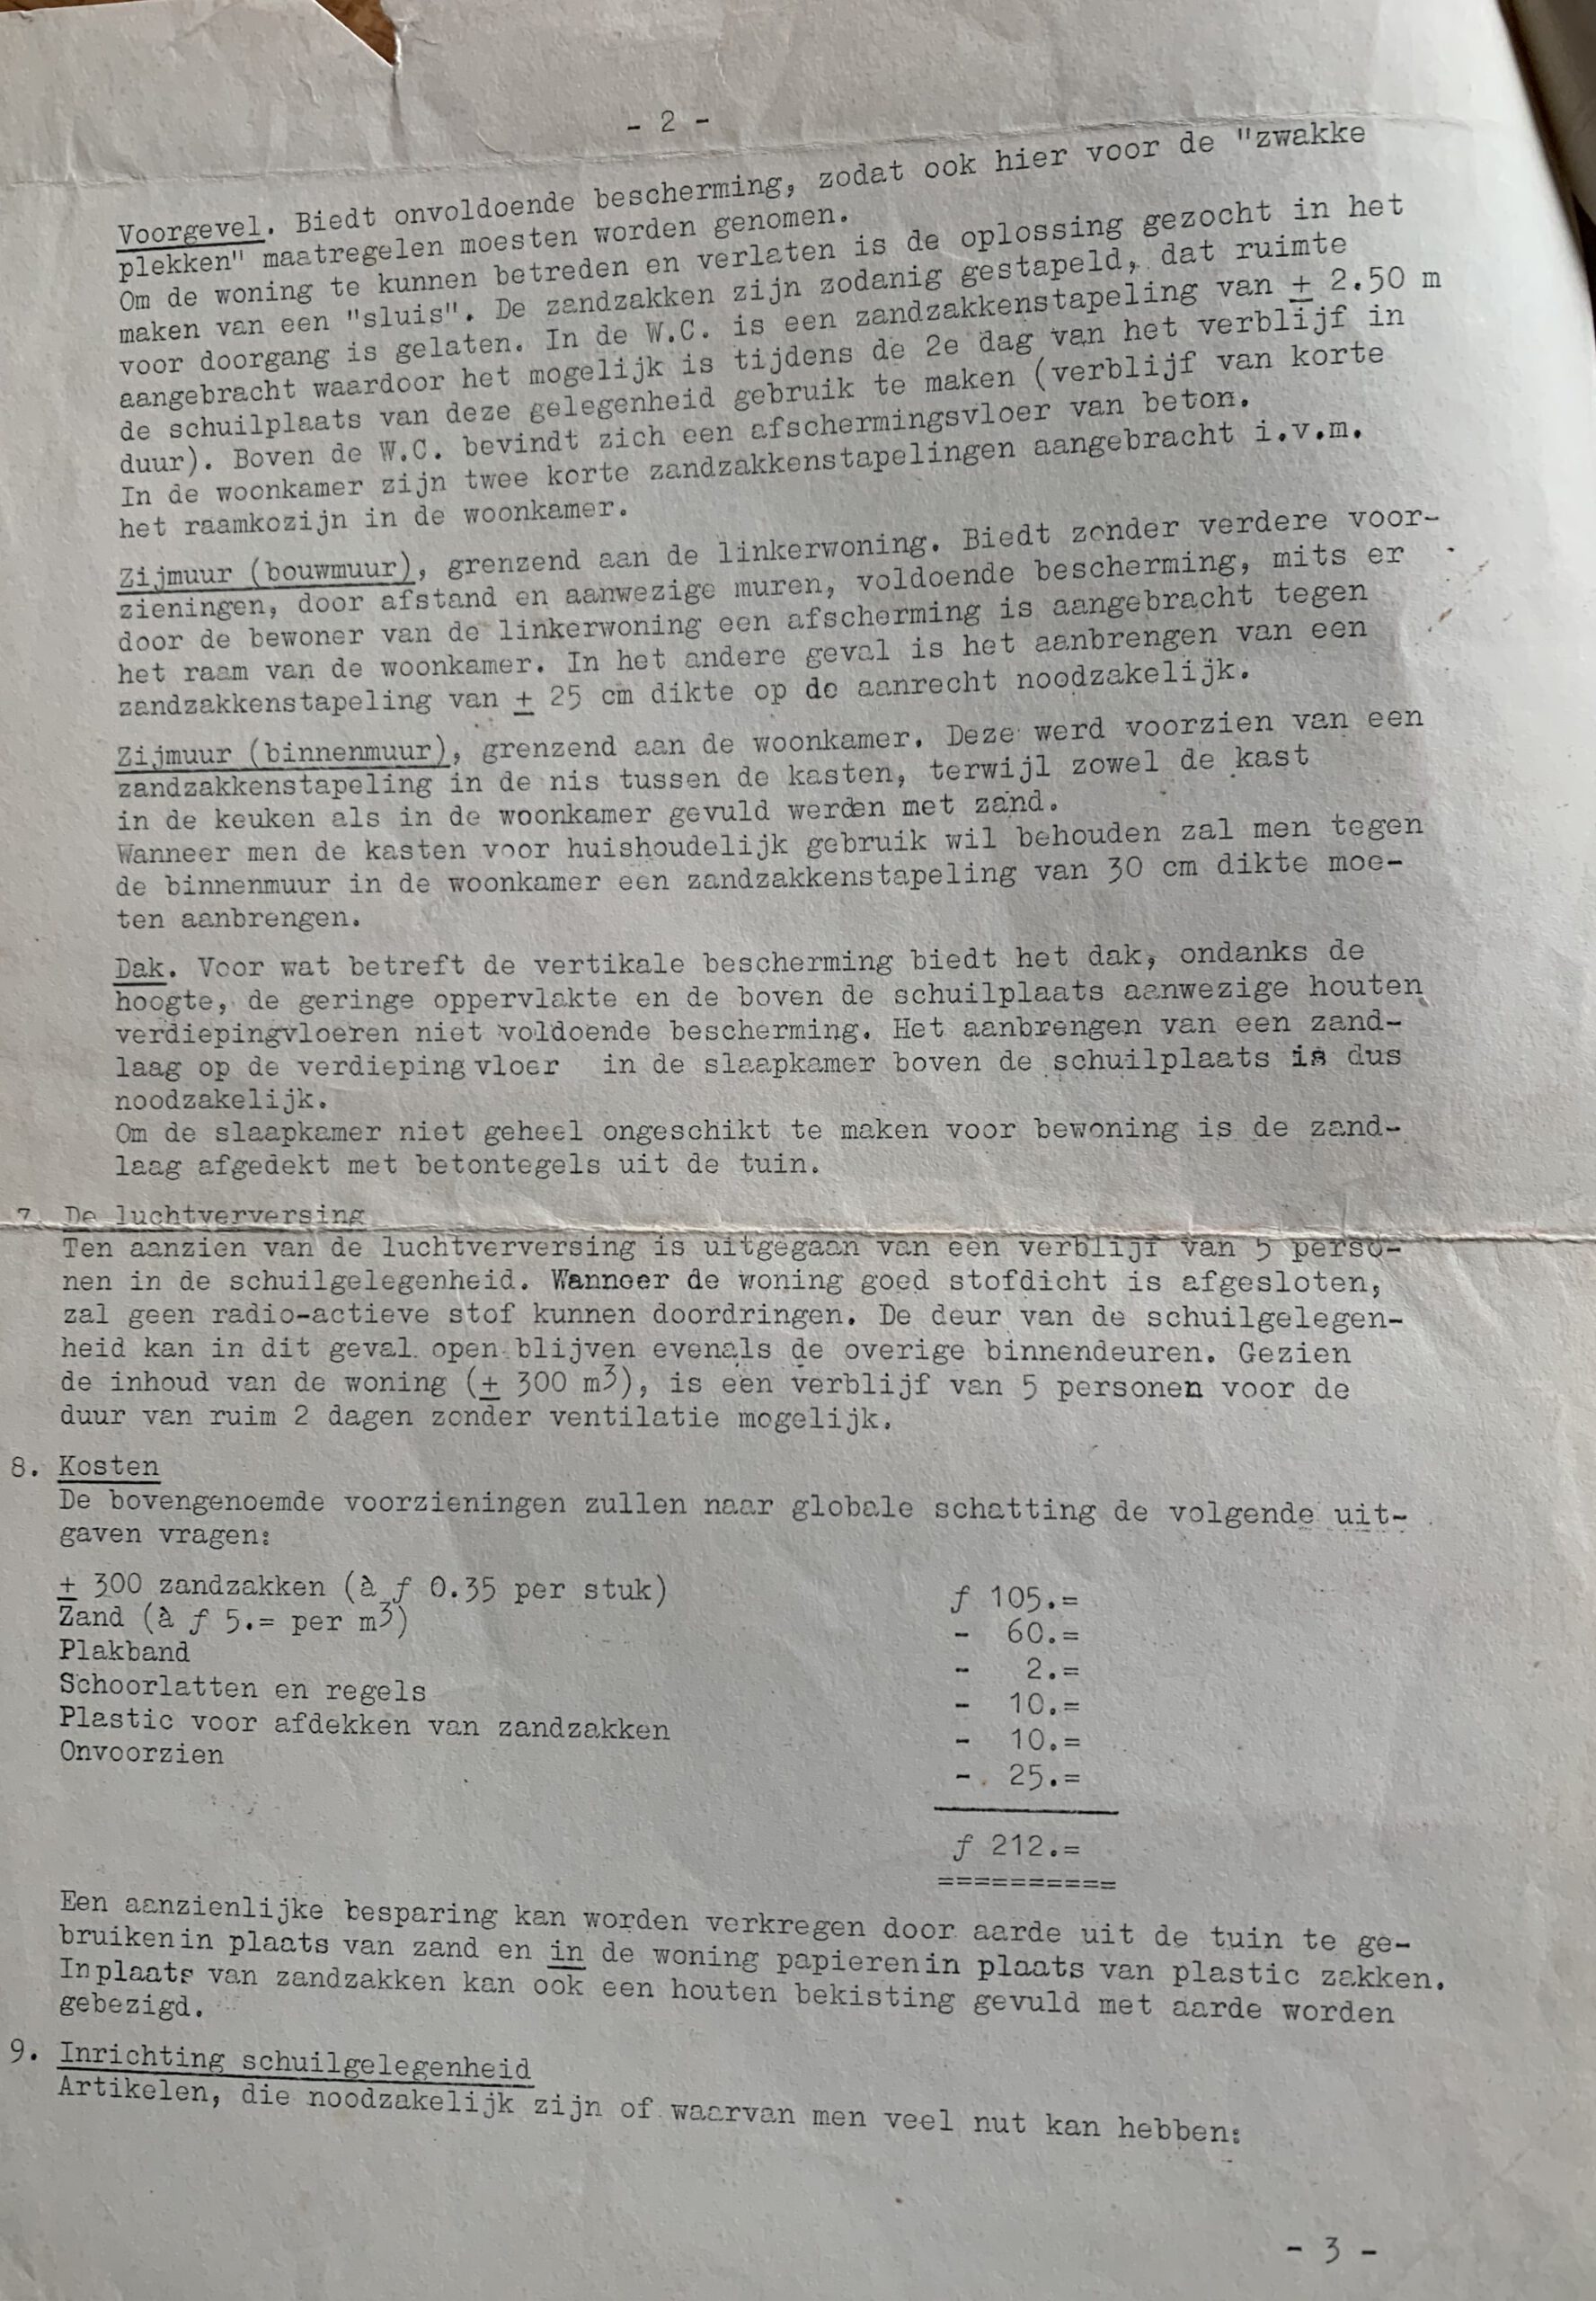 - 2 -
Voorgevel. Biedt onvoldoende bescherming, zodat ook hier voor de "zwakke
plekken" maatregelen moesten worden genomen.
Om de woning te kunnen betreden en verlaten is de oplossing gezocht in het
maken van een "sluis". De zandzakken zijn zodanig gestapeld, dat ruimte
voor doorgang is gelaten. In de W.C. is een zandzakkenstapeling van ± 2.50 m
aangebracht waardoor het mogelijk is tijdens de 2e dag van het verblijf in
de schuilplaats van deze gelegenheid gebruik te maken (verblijf van korte
duur). Boven de W.C. bevindt zich een afschermingsvloer van beton.
In de woonkamer zijn twee korte zandzakkenstapelingen aangebracht i.v.m.
het raamkozijn in de woonkamer.
Zijmuur (bouwmuur), grenzend aan de linkerwoning. Biedt zonder verdere voor-
zieningen, door afstand en aanwezige muren, voldoende bescherming, mits er
door de bewoner van de linkerwoning een afscherming is aangebracht tegen
het raam van de woonkamer. In het andere geval is het aanbrengen van een
zandzakkenstapeling van ± 25 cm dikte op de aanrecht noodzakelijk.
Zijmuur (binnenmuur), grenzend aan de woonkamer. Deze werd voorzien van een
zandzakkenstapeling in de nis tussen de kasten, terwijl zowel de kast
in de keuken als in de woonkamer gevuld werden met zand.
Wanneer men de kasten voor huishoudelijk gebruik wil behouden zal men tegen
de binnenmuur in de woonkamer een zandzakkenstapeling van 30 cm dikte moe-
ten aanbrengen.
Dak. Voor wat betreft de vertikale bescherming biedt het dak, ondanks de
hoogte, de geringe oppervlakte en de boven de schuilplaats aanwezige houten
verdiepingvloeren niet voldoende bescherming. Het aanbrengen van een zand-
laag op de verdieping vloer in de slaapkamer boven de schuilplaats is dus
noodzakelijk.
Om de slaapkamer niet geheel ongeschikt te maken voor bewoning is de zand-
laag afgedekt met betontegels uit de tuin.
7. De luchtverversing
Ten aanzien van de luchtverversing is uitgegaan van een verblijf van 5 perso-
nen in de schuilgelegenheid. Wanneer de woning goed stofdicht is afgesloten,
zal geen radio-actieve stof kunnen doordringen. De deur van de schuilgelegen-
heid kan in dit geval open blijven evenals de overige binnendeuren. Gezien
de inhoud van de woning (± 300 m3), is een verblijf van 5 personen voor de
duur van ruim 2 dagen zonder ventilatie mogelijk.
8. Kosten
De bovengenoemde voorzieningen zullen naar globale schatting de volgende uit-
gaven vragen:
± 300 zandzakken (à ƒ 0.35 per stuk) ƒ 105.=
Zand (à ƒ 5.= per m3) - 60.=
Plakband - 2.=
Schoorlatten en regels - 10.=
Plastic voor afdekken van zandzakken - 10.=
Onvoorzien - 25.=
ƒ 212.=
==========
Een aanzienlijke besparing kan worden verkregen door aarde uit de tuin te ge-
bruiken in plaats van zand en in de woning papieren in plaats van plastic zakken.
In plaats van zandzakken kan ook een houten bekisting gevuld met aarde worden
gebezigd.
9. Inrichting schuilgelegenheid
Artikelen, die noodzakelijk zijn of waarvan men veel nut kan hebben:
- 3 -